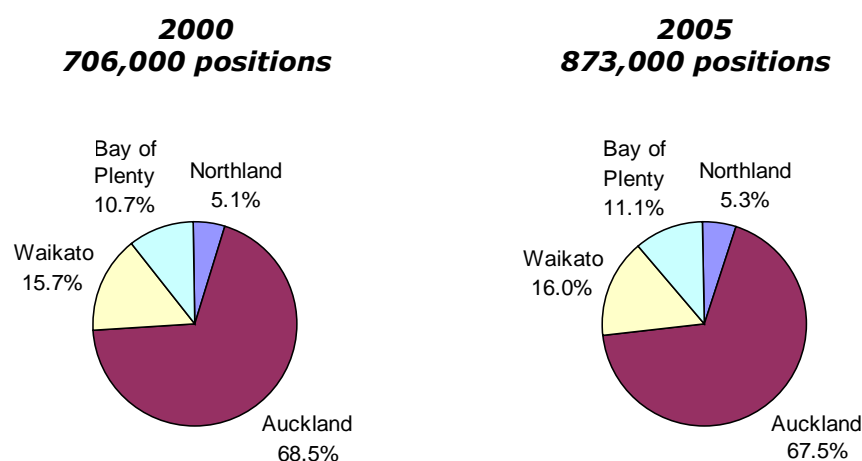 2000
706,000 positions
Bay of
Plenty
10.7%
Northland
5.1%
Waikato
15.7%
Auckland
68.5%
2005
873,000 positions
Bay of
Plenty
11.1%
Northland
5.3%
Waikato
16.0%
Auckland
67.5%